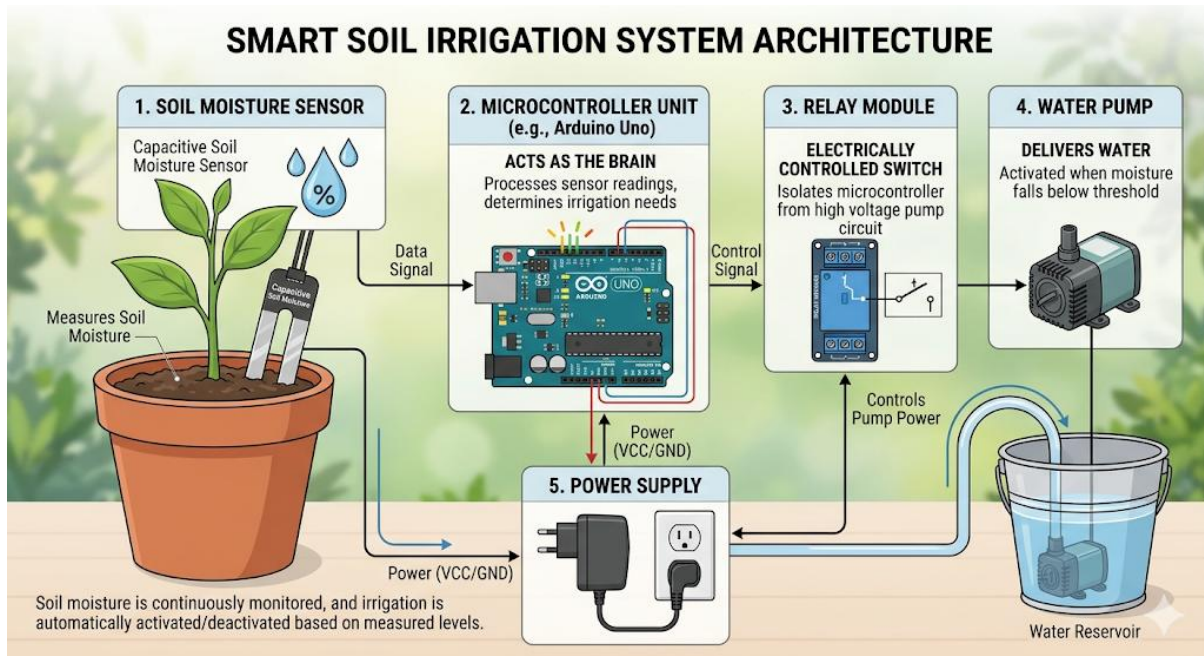 SMART SOIL IRRIGATION SYSTEM ARCHITECTURE
1. SOIL MOISTURE SENSOR
Capacitive Soil
Moisture Sensor
%
Capacitive
Soil Moisture
Measures Soil
Moisture
Data
Signal
2. MICROCONTROLLER UNIT
(e.g., Arduino Uno)
ACTS AS THE BRAIN
Processes sensor readings,
determines irrigation needs
UNO
ARDUINO
Control
Signal
3. RELAY MODULE
ELECTRICALLY
CONTROLLED SWITCH
Isolates microcontroller
from high voltage pump
circuit
4. WATER PUMP
DELIVERS WATER
Activated when moisture
falls below threshold
Controls
Pump Power
Power
(VCC/GND)
5. POWER SUPPLY
Power (VCC/GND)
Soil moisture is continuously monitored, and irrigation is
automatically activated/deactivated based on measured levels.
Water Reservoir